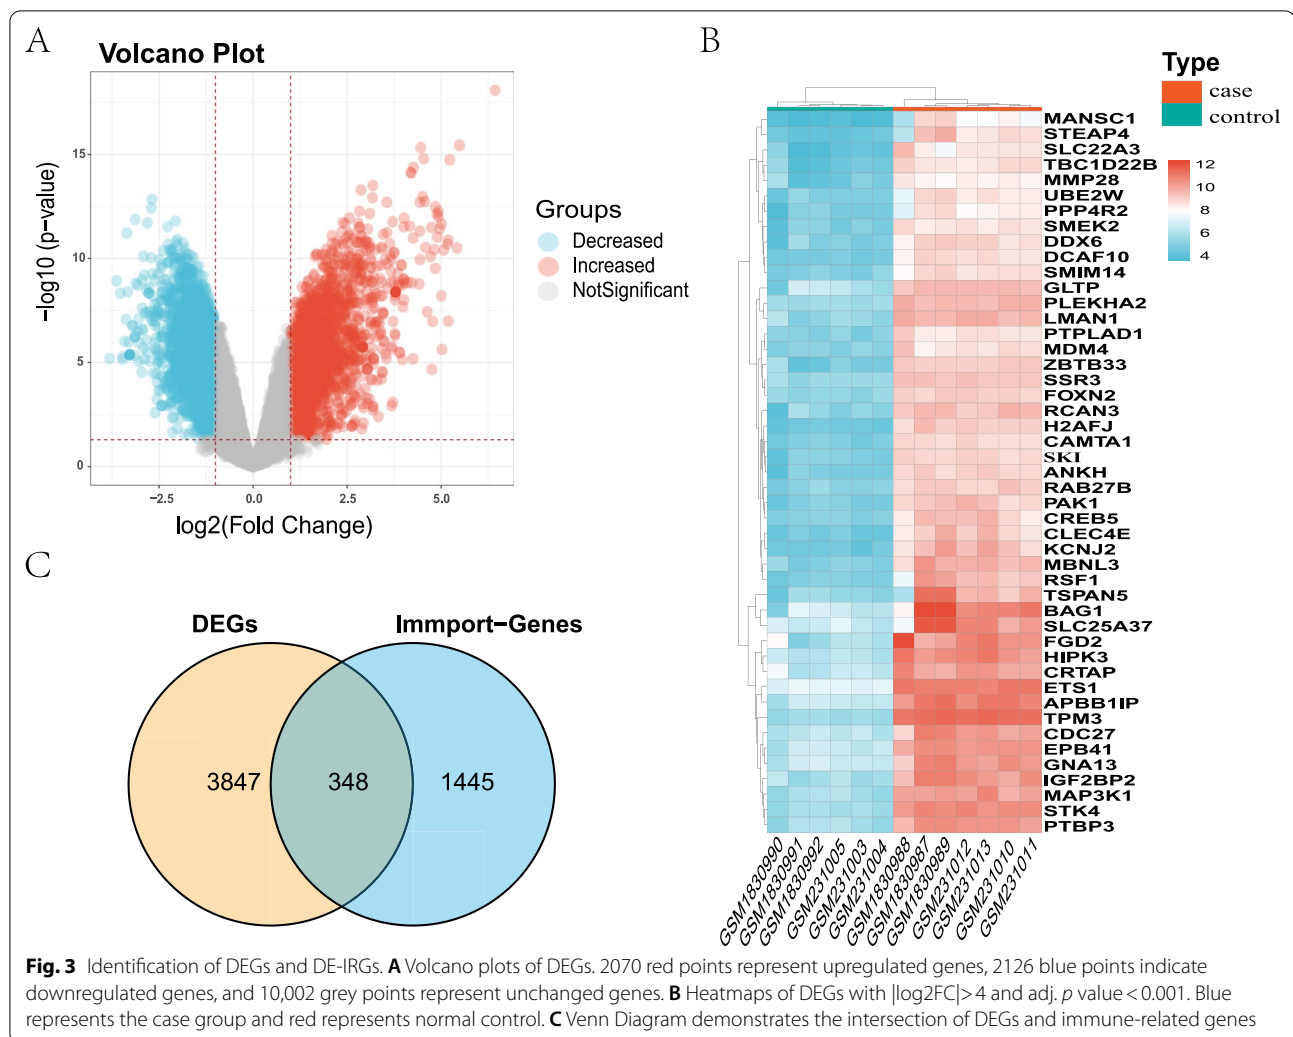 A
Volcano Plot
−log10 (p−value)
15
10
5
0
−2.5
0.0
2.5
5.0
log2(Fold Change)
Groups
Decreased
Increased
NotSignificant
B
Type
case
control
12
10
8
6
4
MANSC1
STEAP4
SLC22A3
TBC1D22B
MMP28
UBE2W
PPP4R2
SMEK2
DDX6
DCAF10
SMIM14
GLTP
PLEKHA2
LMAN1
PTPLAD1
MDM4
ZBTB33
SSR3
FOXN2
RCAN3
H2AFJ
CAMTA1
SKI
ANKH
RAB27B
PAK1
CREB5
CLEC4E
KCNJ2
MBNL3
RSF1
TSPAN5
BAG1
SLC25A37
FGD2
HIPK3
CRTAP
ETS1
APBB1IP
TPM3
CDC27
EPB41
GNA13
IGF2BP2
MAP3K1
STK4
PTBP3
GSM1830990
GSM1830991
GSM1830992
GSM231005
GSM231003
GSM231004
GSM1830988
GSM1830987
GSM1830989
GSM231012
GSM231013
GSM231010
GSM231011
C
DEGs
Immport−Genes
3847
348
1445
Fig. 3 Identification of DEGs and DE-IRGs. A Volcano plots of DEGs. 2070 red points represent upregulated genes, 2126 blue points indicate
downregulated genes, and 10,002 grey points represent unchanged genes. B Heatmaps of DEGs with |log2FC| > 4 and adj. p value < 0.001. Blue
represents the case group and red represents normal control. C Venn Diagram demonstrates the intersection of DEGs and immune-related genes